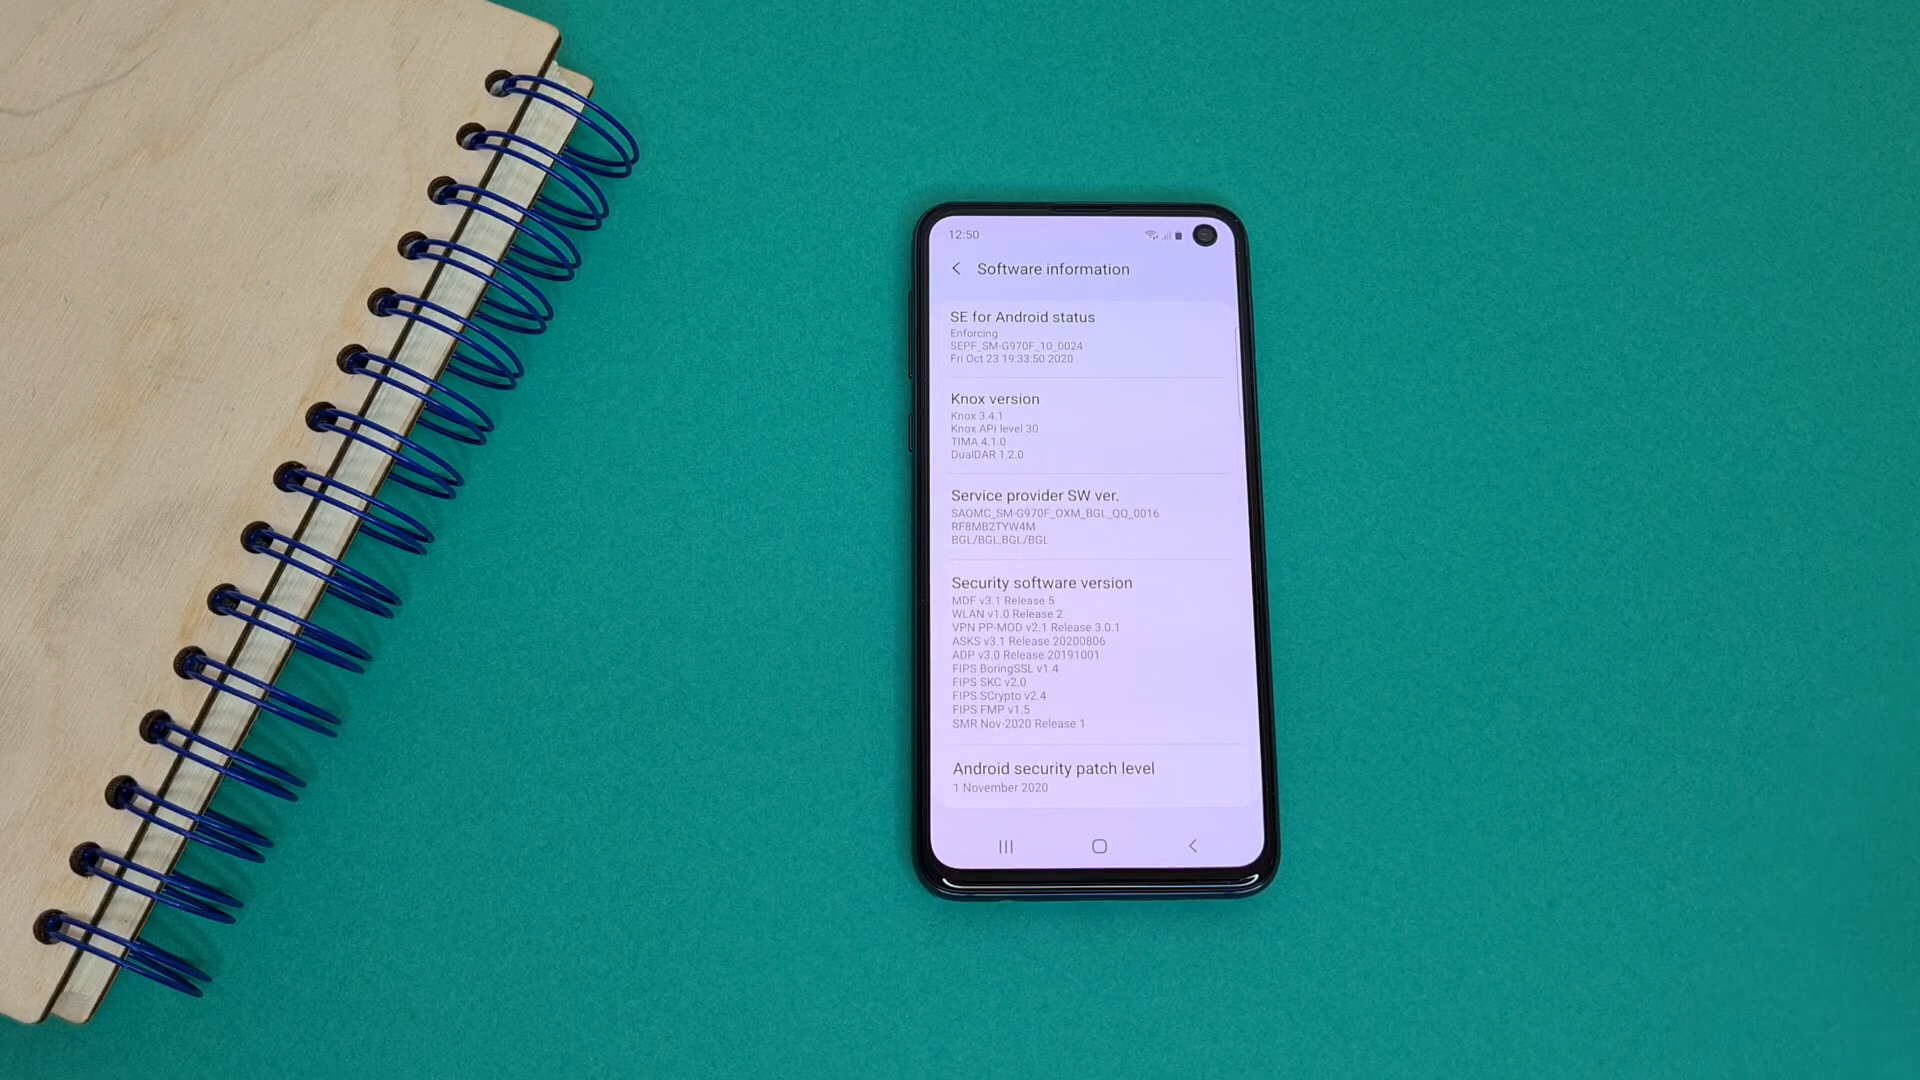 12:50
Software information
SE for Android status
Enforcing
SEPF_SM-G970F_10_0024
Fri Oct 23 19:33:50 2020
Knox version
Knox 3.4.1
Knox API level 30
TIMA 4.1.0
DualDAR 1.2.0
Service provider SW ver.
SAOMC_SM-G970F_OXM_BGL_QQ_0016
RF8MB2TYW4M
BGL/BGL,BGL/BGL
Security software version
MDF v3.1 Release 5
WLAN v1.0 Release 2
VPN PP-MOD v2.1 Release 3.0.1
ASKS v3.1 Release 20200806
ADP v3.0 Release 20191001
FIPS BoringSSL v1.4
FIPS SKC v2.0
FIPS SCrypto v2.4
FIPS FMP v1.5
SMR Nov-2020 Release 1
Android security patch level
1 November 2020